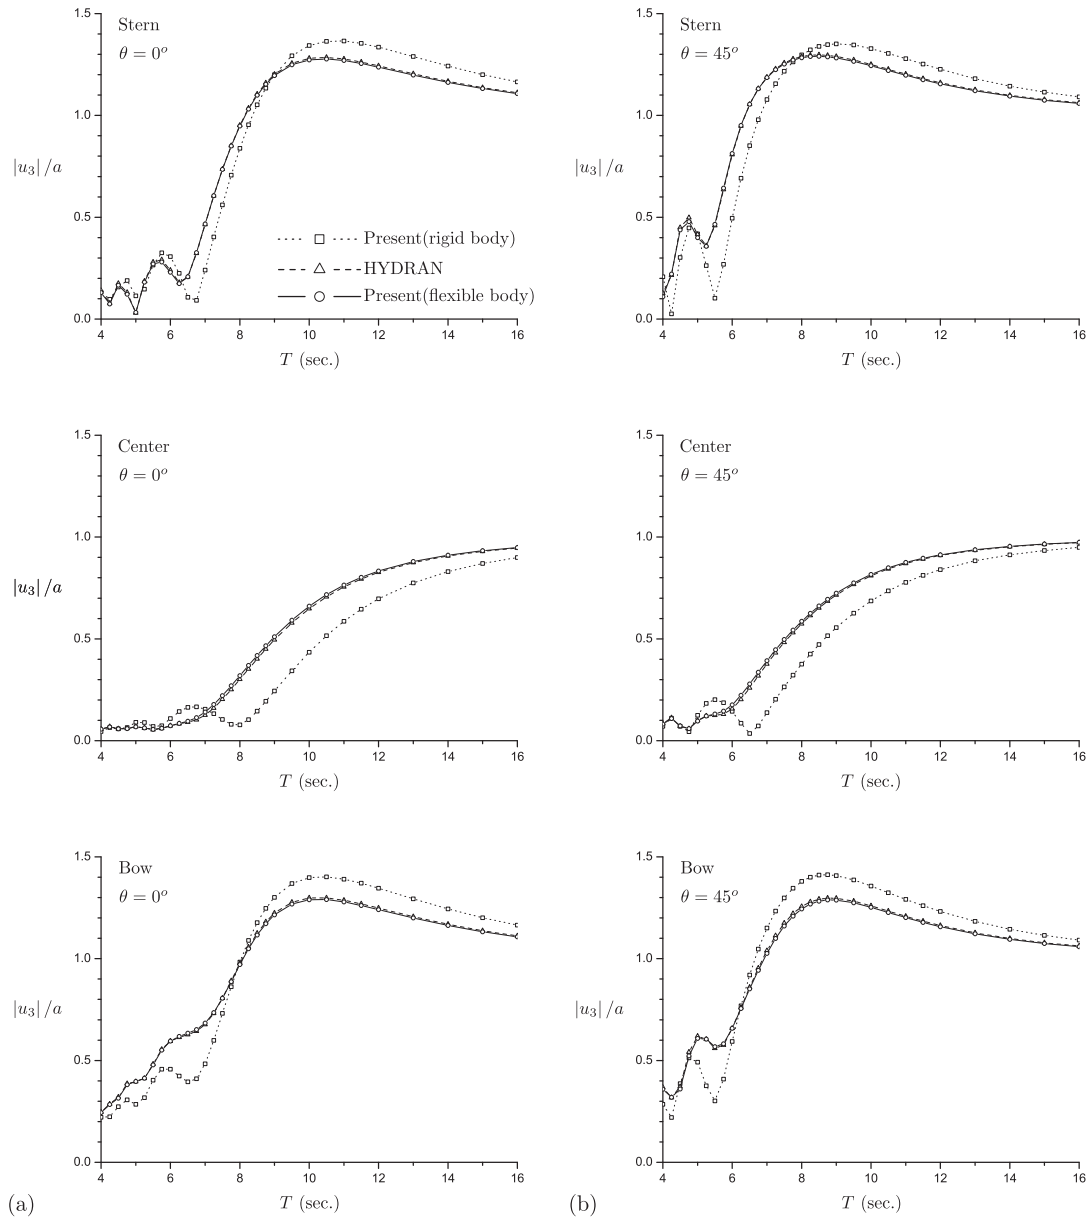 Stern
θ = 0°
|u₃|/a
1.5
1.0
0.5
0.0
Present(rigid body)
HYDRAN
Present(flexible body)
4 6 8 10 12 14 16
T (sec.)
Stern
θ = 45°
|u₃|/a
1.5
1.0
0.5
0.0
4 6 8 10 12 14 16
T (sec.)
Center
θ = 0°
|u₃|/a
1.5
1.0
0.5
0.0
4 6 8 10 12 14 16
T (sec.)
Center
θ = 45°
|u₃|/a
1.5
1.0
0.5
0.0
4 6 8 10 12 14 16
T (sec.)
Bow
θ = 0°
|u₃|/a
1.5
1.0
0.5
0.0
4 6 8 10 12 14 16
T (sec.)
(a)
Bow
θ = 45°
|u₃|/a
1.5
1.0
0.5
0.0
4 6 8 10 12 14 16
T (sec.)
(b)